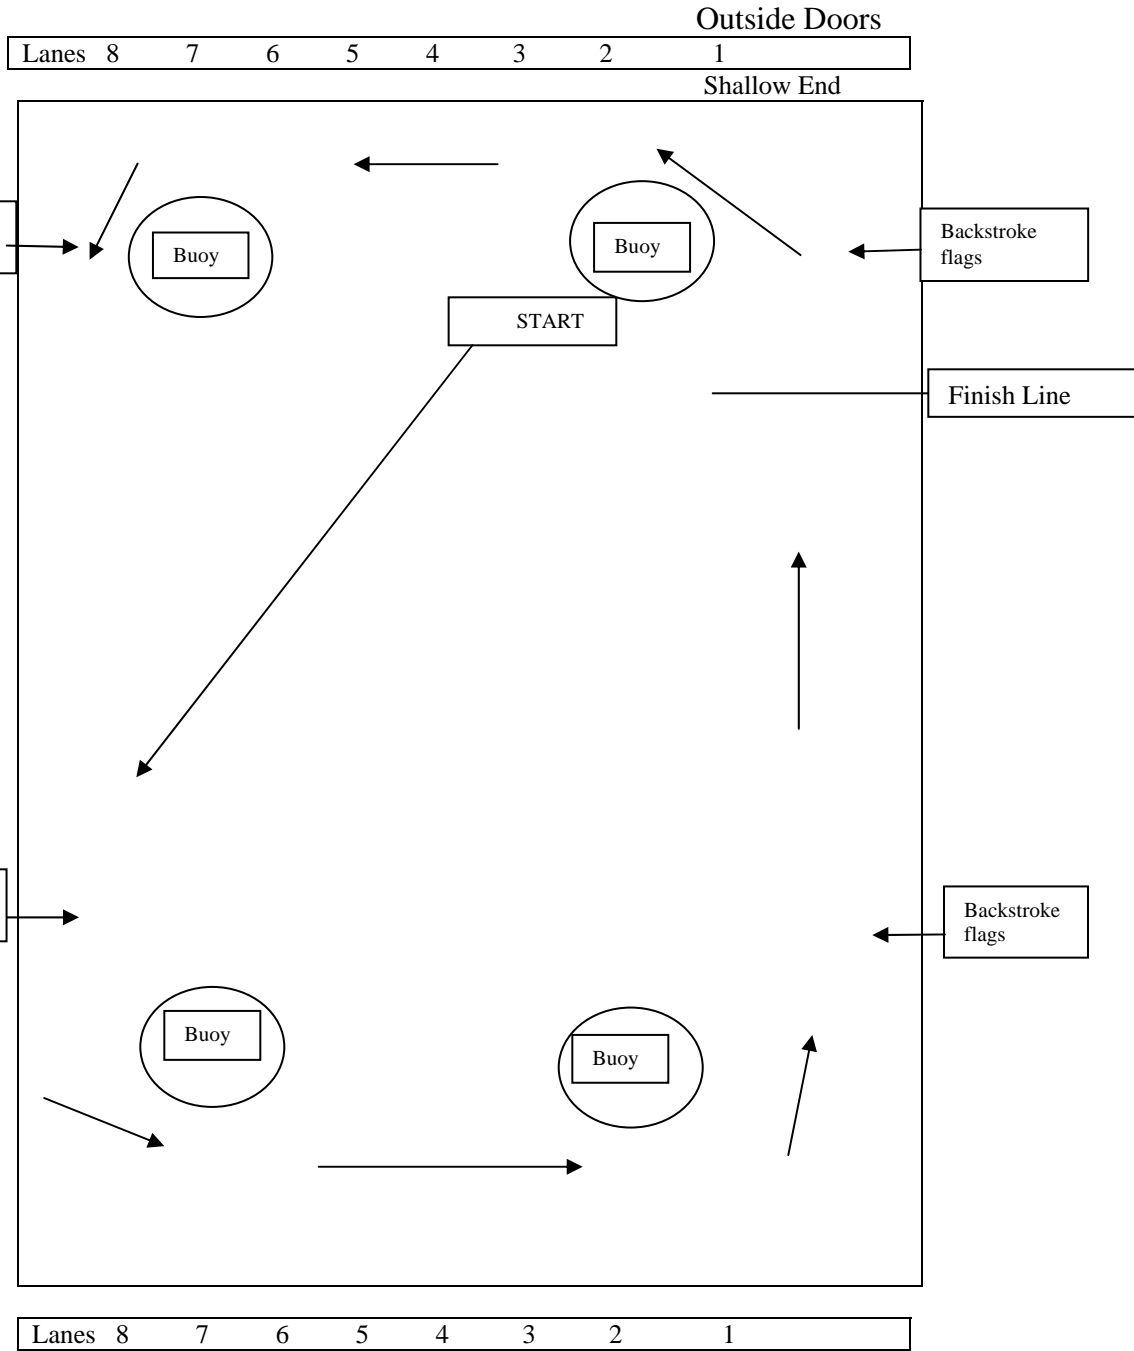 Outside Doors
Lanes 8 7 6 5 4 3 2 1
Shallow End
Buoy
Buoy
Backstroke
flags
START
Finish Line
Backstroke
flags
Buoy
Buoy
Lanes 8 7 6 5 4 3 2 1